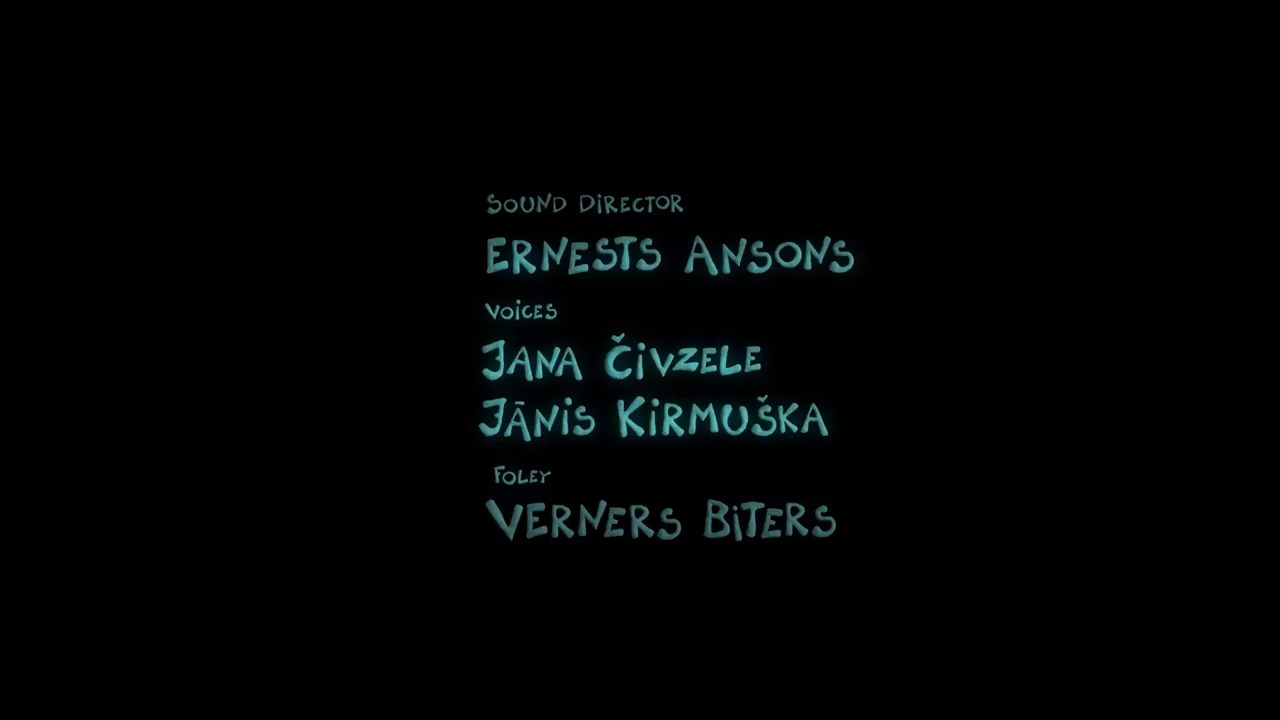 SOUND DIRECTOR
ERNESTS ANSONS
VOICES
JANA ČIVZELE
JĀNIS KIRMUŠKA
FOLEY
VERNERS BITERS